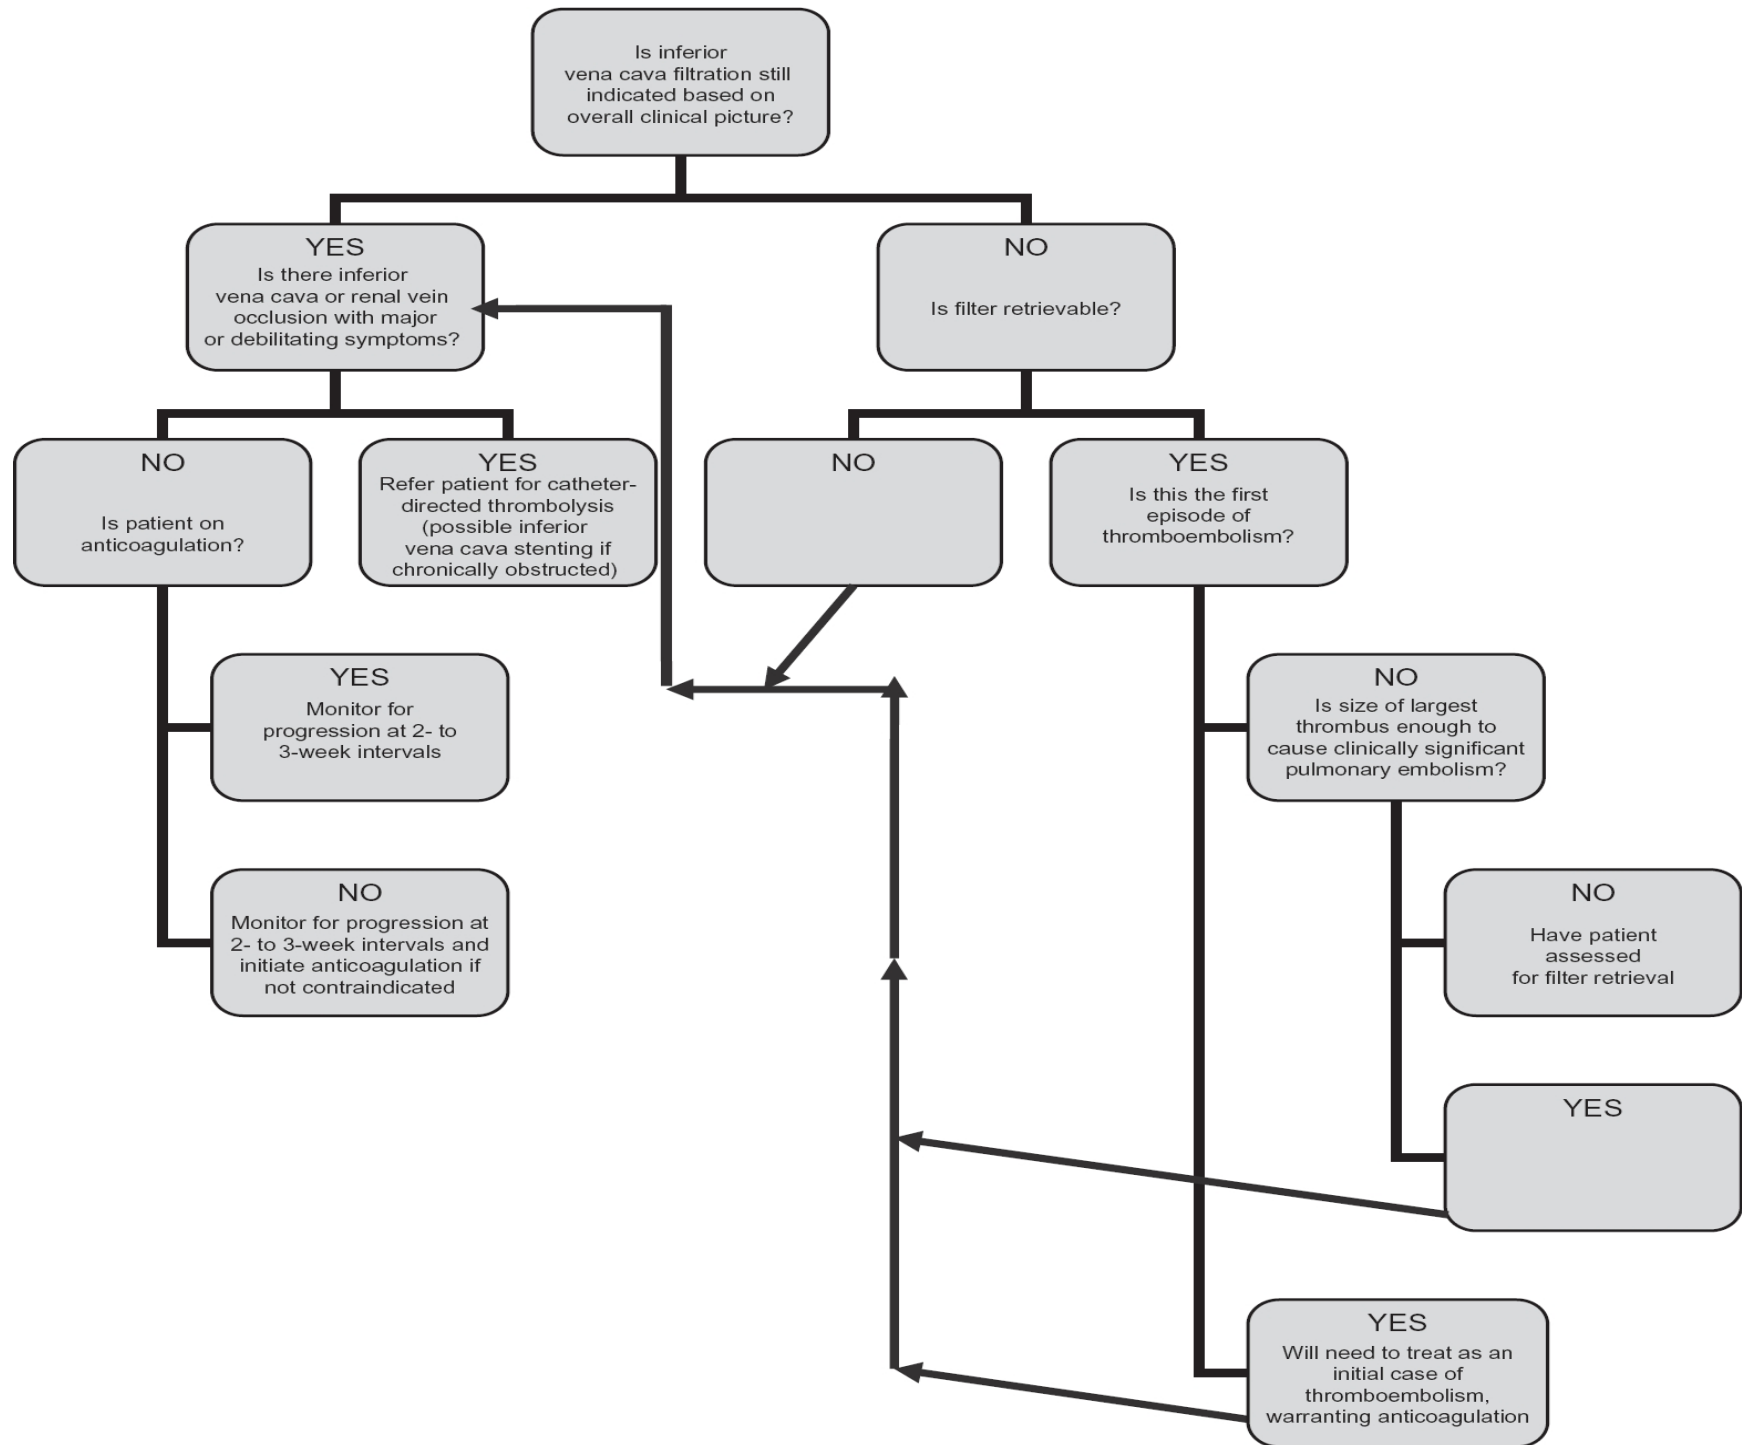 Is inferior
vena cava filtration still
indicated based on
overall clinical picture?
YES
Is there inferior
vena cava or renal vein
occlusion with major
or debilitating symptoms?
NO
Is filter retrievable?
NO
Is patient on
anticoagulation?
YES
Refer patient for catheter-
directed thrombolysis
(possible inferior
vena cava stenting if
chronically obstructed)
NO
YES
Is this the first
episode of
thromboembolism?
YES
Monitor for
progression at 2- to
3-week intervals
NO
Is size of largest
thrombus enough to
cause clinically significant
pulmonary embolism?
NO
Monitor for progression at
2- to 3-week intervals and
initiate anticoagulation if
not contraindicated
NO
Have patient
assessed
for filter retrieval
YES
YES
Will need to treat as an
initial case of
thromboembolism,
warranting anticoagulation